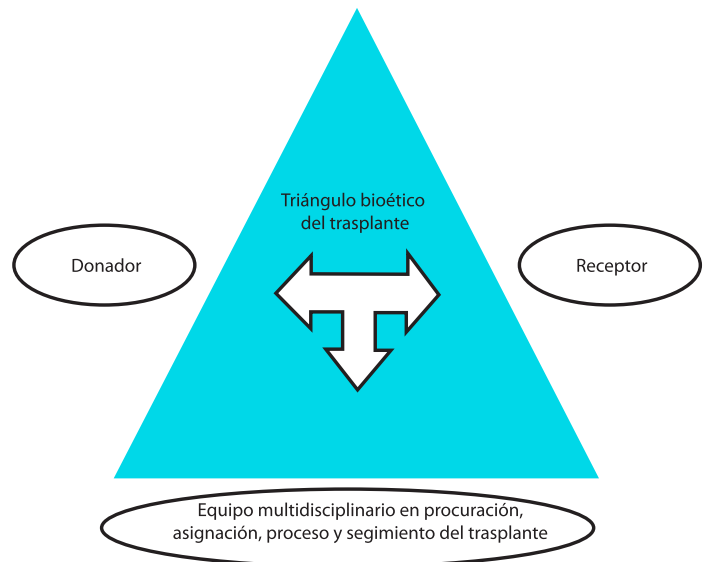 Triángulo bioético
del trasplante
Donador
Receptor
Equipo multidisciplinario en procuración,
asignación, proceso y segimiento del trasplante